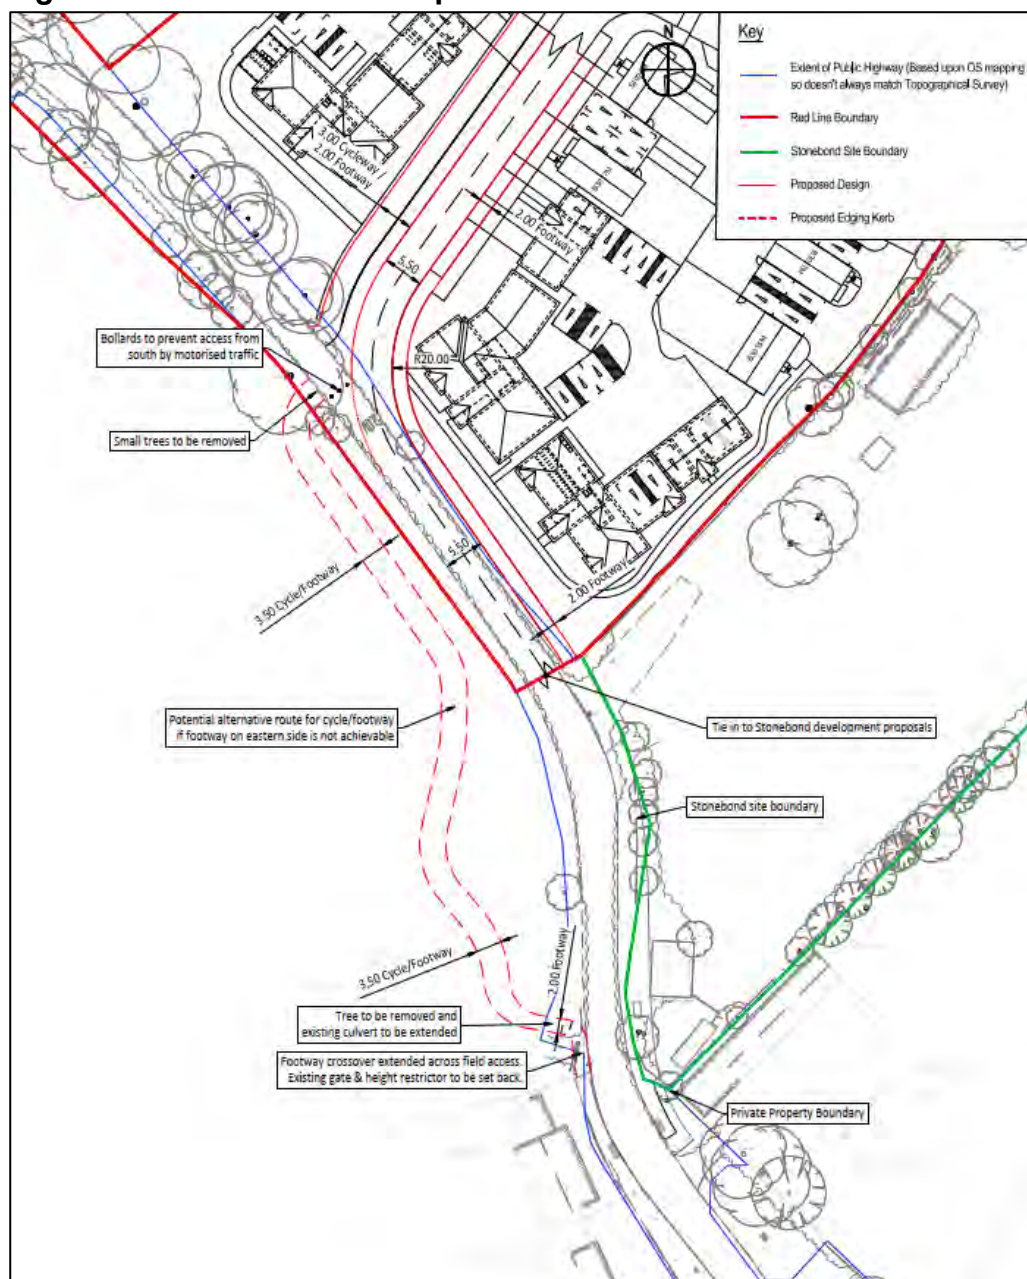 Key
Extent of Public Highway (Based upon OS mapping
so doesn't always match Topographical Survey)
Red Line Boundary
Stonebond Site Boundary
Proposed Design
Proposed Edging Kerb
N
3.00 Cycleway /
2.00 Footway
2.00 Footway
5.50
Bollards to prevent access from
south by motorised traffic
R20.00
Small trees to be removed
5.50
2.00 Footway
3.50 Cycle/Footway
Potential alternative route for cycle/footway
if footway on eastern side is not achievable
Tie in to Stonebond development proposals
Stonebond site boundary
3.50 Cycle/Footway
2.00 Footway
Tree to be removed and
existing culvert to be extended
Footway crossover extended across field access.
Existing gate & height restrictor to be set back.
Private Property Boundary